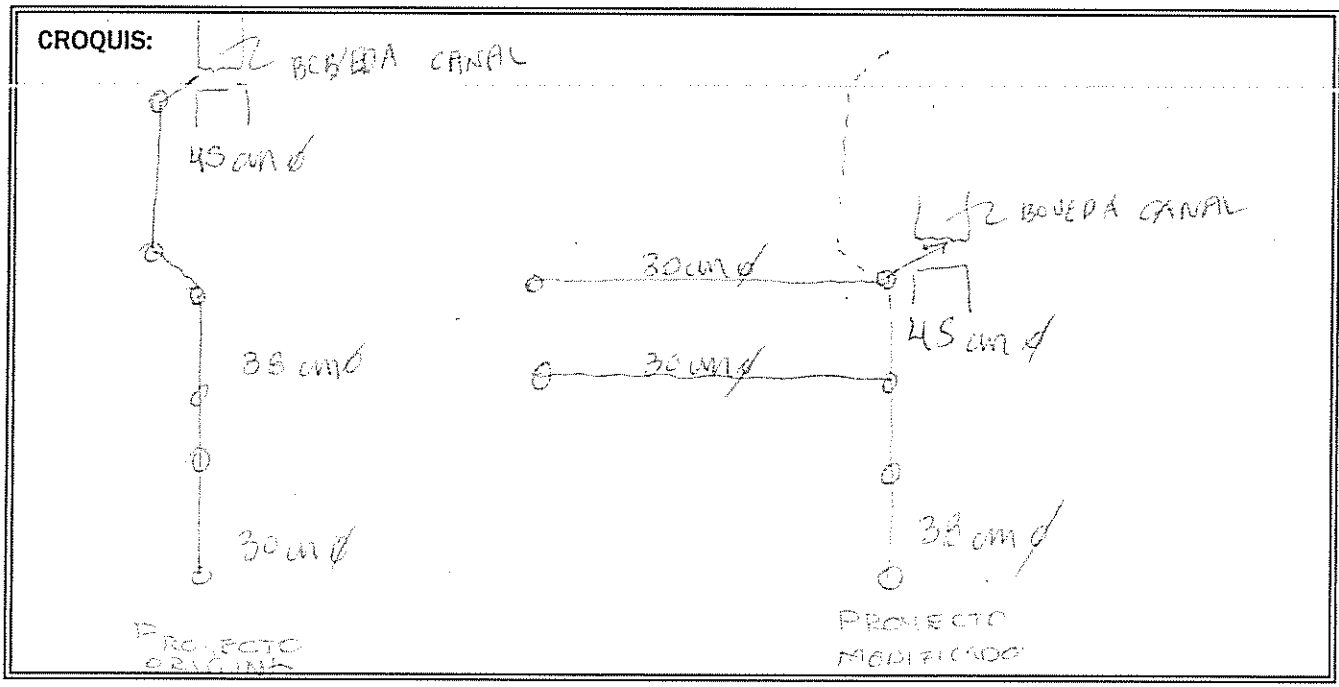 CROQUIS:
BOVEDA CANAL
45 cm ø
38 cm ø
30 cm ø
PROYECTO
ORIGINA
BOVEDA CANAL
30 cm ø
45 cm ø
30 cm ø
38 cm ø
PROYECTO
MODIFICADO